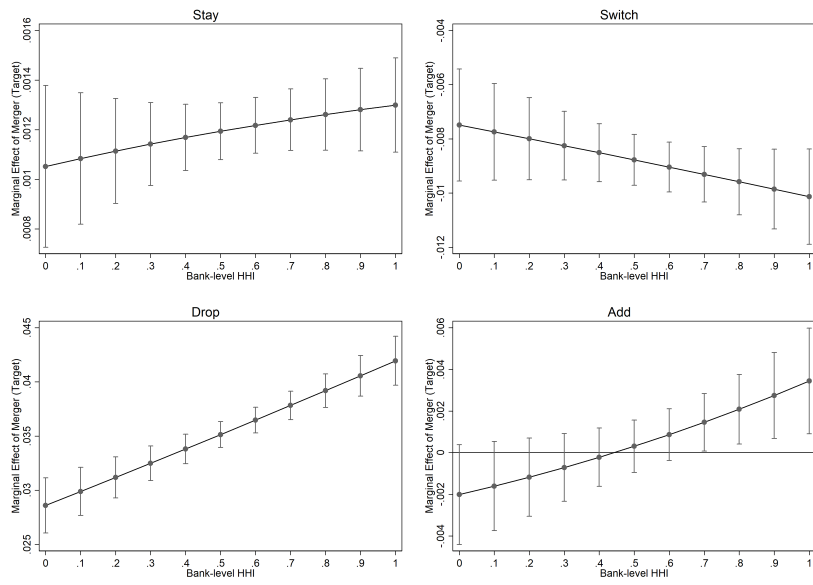 Stay
Marginal Effect of Merger (Target)
.0016
.0014
.0012
.001
.0008
0 .1 .2 .3 .4 .5 .6 .7 .8 .9 1
Bank-level HHI
Switch
Marginal Effect of Merger (Target)
-.004
-.006
-.008
-.01
-.012
0 .1 .2 .3 .4 .5 .6 .7 .8 .9 1
Bank-level HHI
Drop
Marginal Effect of Merger (Target)
.045
.04
.035
.03
.025
0 .1 .2 .3 .4 .5 .6 .7 .8 .9 1
Bank-level HHI
Add
Marginal Effect of Merger (Target)
.006
.004
.002
0
-.002
-.004
0 .1 .2 .3 .4 .5 .6 .7 .8 .9 1
Bank-level HHI